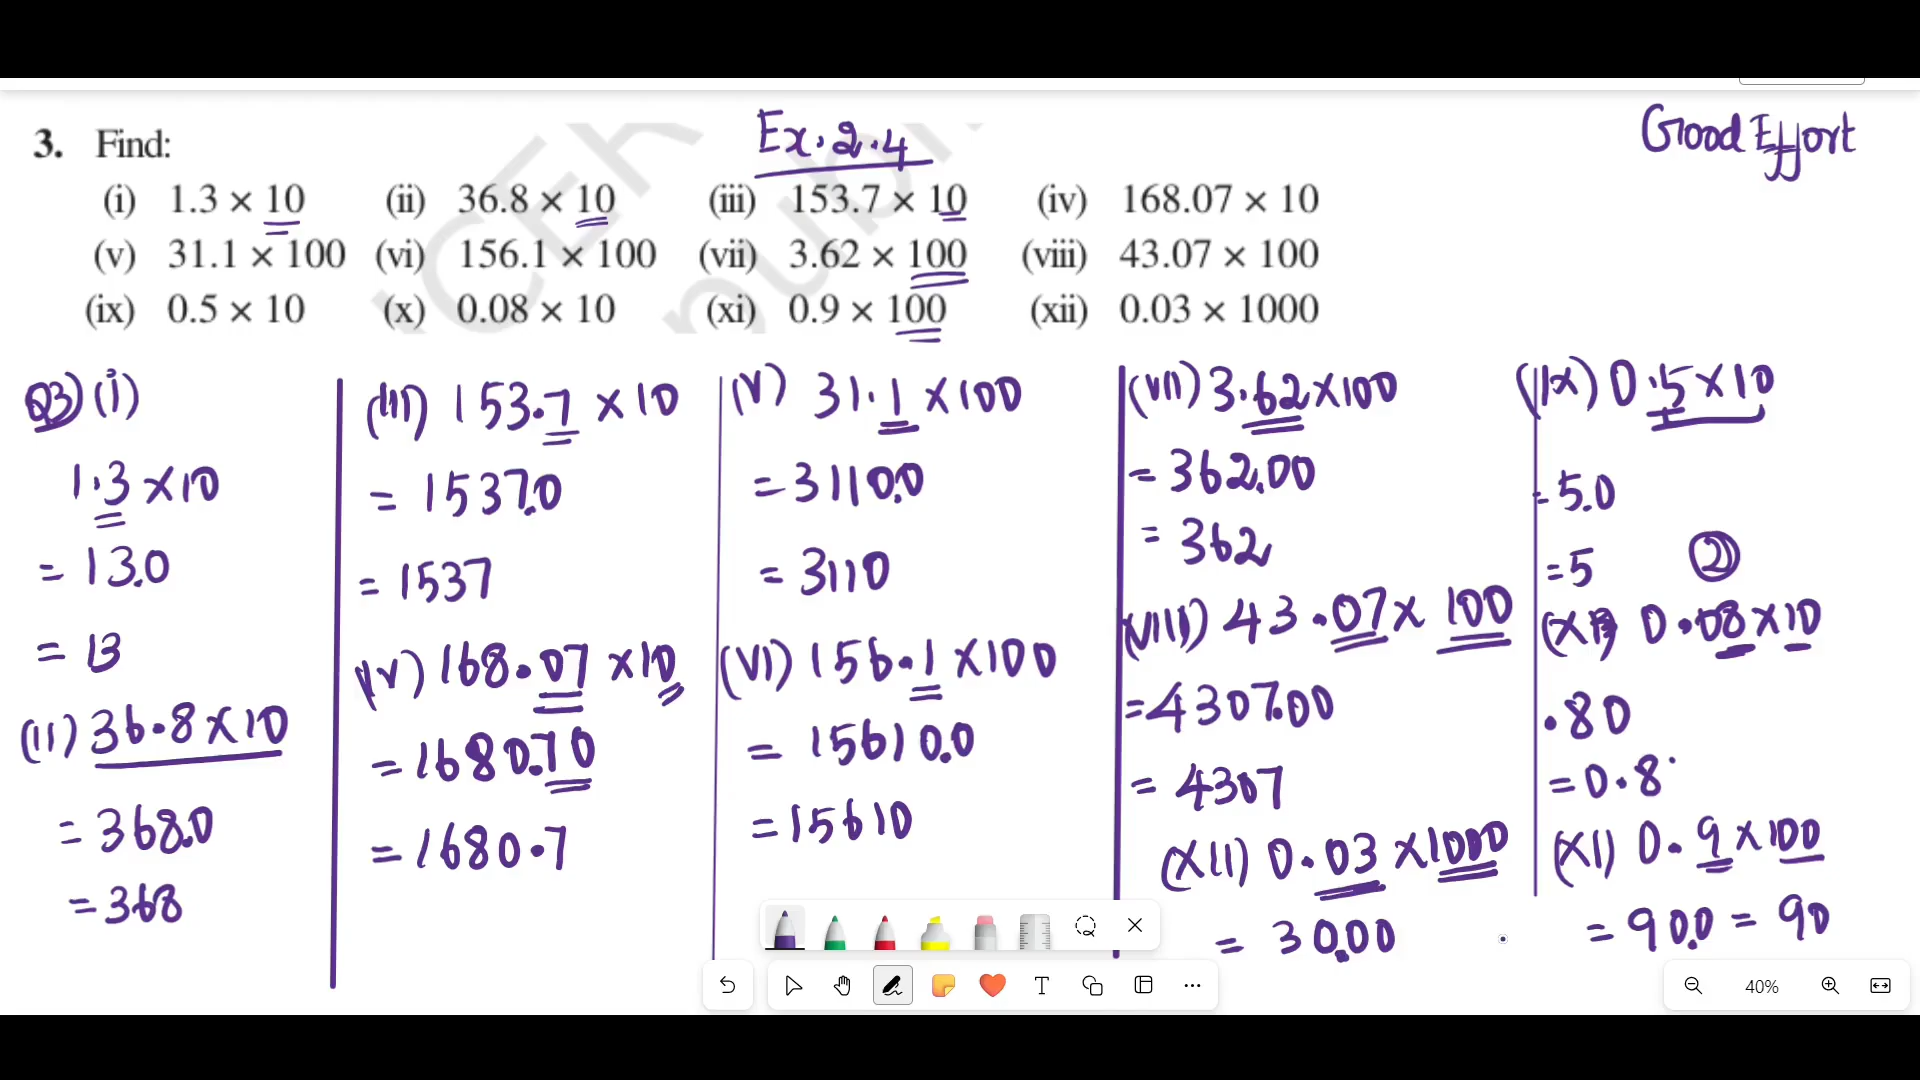 Ex. 2.4
Good Effort
3. Find:
(i) 1.3 × 10 (ii) 36.8 × 10 (iii) 153.7 × 10 (iv) 168.07 × 10
(v) 31.1 × 100 (vi) 156.1 × 100 (vii) 3.62 × 100 (viii) 43.07 × 100
(ix) 0.5 × 10 (x) 0.08 × 10 (xi) 0.9 × 100 (xii) 0.03 × 1000
Q3) (i)
1.3 × 10
= 13.0
= 13
(ii) 36.8 × 10
= 368.0
= 368
(iii) 153.7 × 10
= 1537.0
= 1537
(iv) 168.07 × 10
= 1680.70
= 1680.7
(v) 31.1 × 100
= 3110.0
= 3110
(vi) 156.1 × 100
= 15610.0
= 15610
(vii) 3.62 × 100
= 362.00
= 362
(viii) 43.07 × 100
= 4307.00
= 4307
(xii) 0.03 × 1000
= 30.00
(ix) 0.5 × 10
= 5.0
= 5
2
(x) 0.08 × 10
.80
= 0.8
(xi) 0.9 × 100
= 90.0 = 90
T
40%